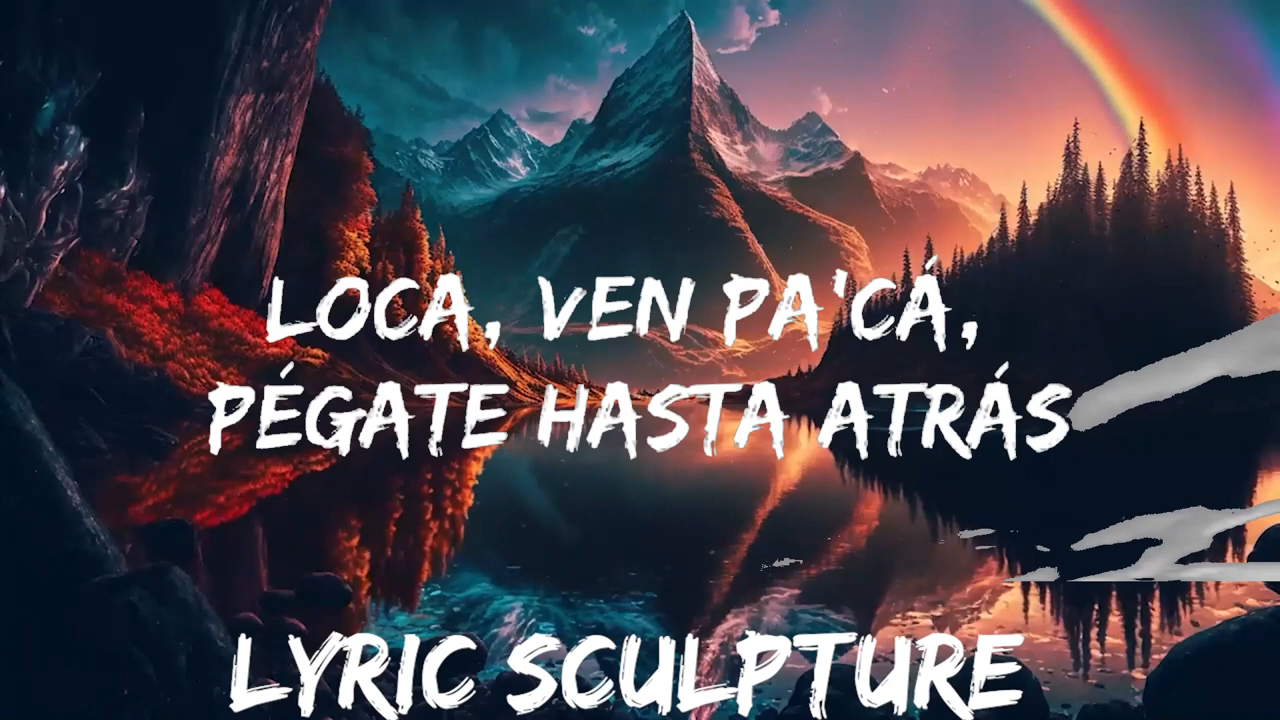 LOCA, VEN PA'CÁ,
PÉGATE HASTA ATRÁS
LYRIC SCULPTURE